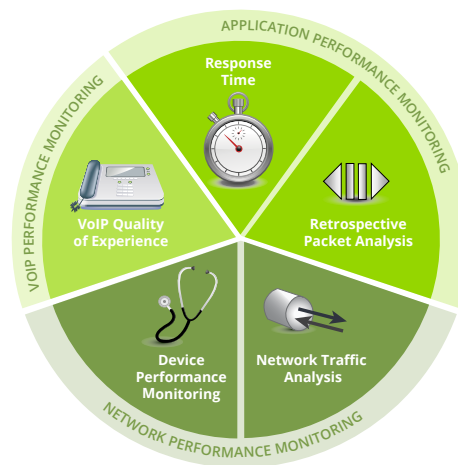 APPLICATION PERFORMANCE MONITORING
Response
Time
VOIP PERFORMANCE MONITORING
VoIP Quality
of Experience
Retrospective
Packet Analysis
Device
Performance
Monitoring
Network Traffic
Analysis
NETWORK PERFORMANCE MONITORING